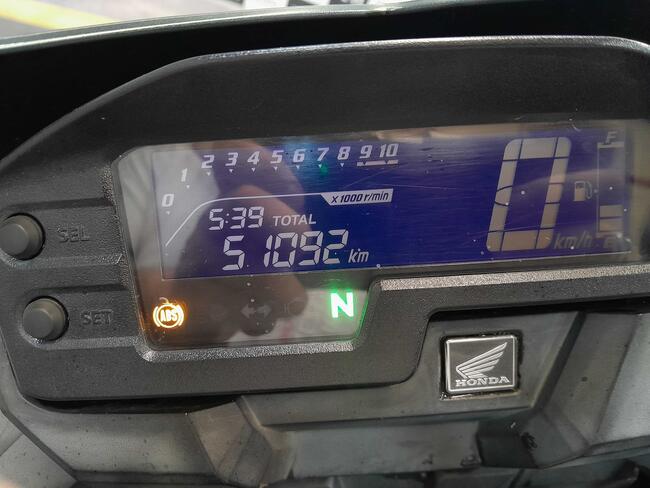 0 1 2 3 4 5 6 7 8 9 10
x 1000 r/min
5:39 TOTAL
51092 km
0 km/h
F
E
SEL
SET
ABS
N
HONDA